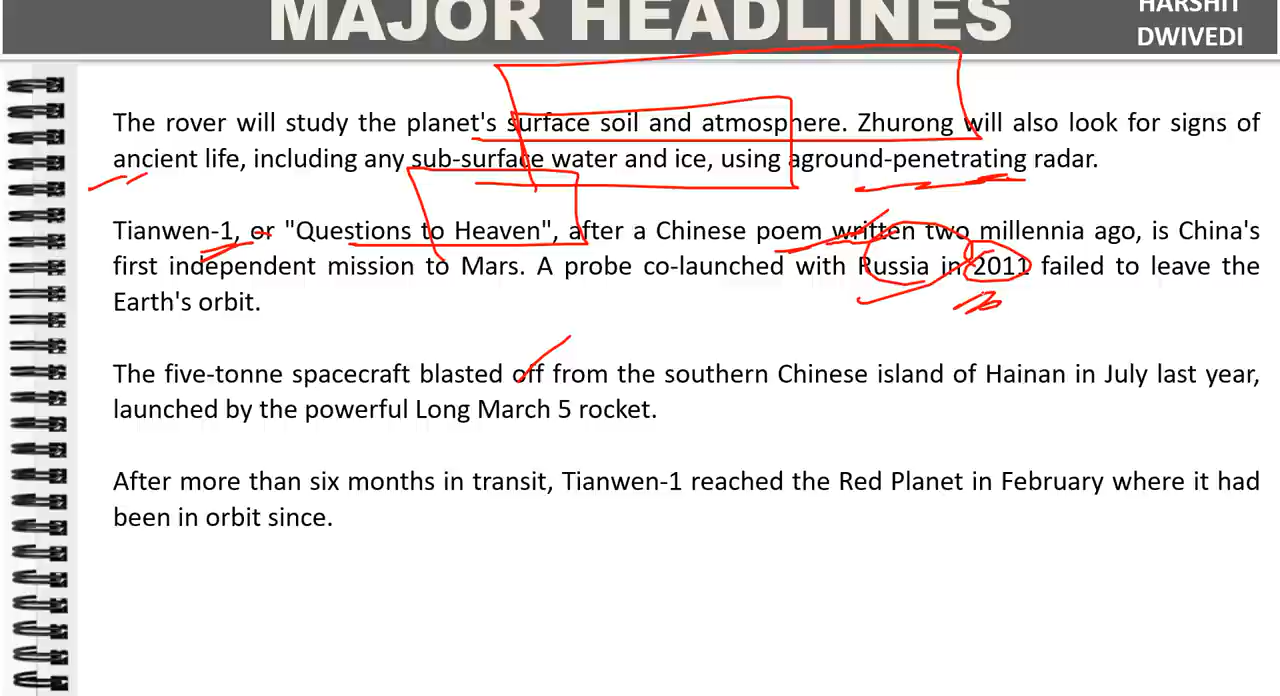 MAJOR HEADLINES
HARSHIT
DWIVEDI
The rover will study the planet's surface soil and atmosphere. Zhurong will also look for signs of
ancient life, including any sub-surface water and ice, using aground-penetrating radar.
Tianwen-1, or "Questions to Heaven", after a Chinese poem written two millennia ago, is China's
first independent mission to Mars. A probe co-launched with Russia in 2011 failed to leave the
Earth's orbit.
The five-tonne spacecraft blasted off from the southern Chinese island of Hainan in July last year,
launched by the powerful Long March 5 rocket.
After more than six months in transit, Tianwen-1 reached the Red Planet in February where it had
been in orbit since.